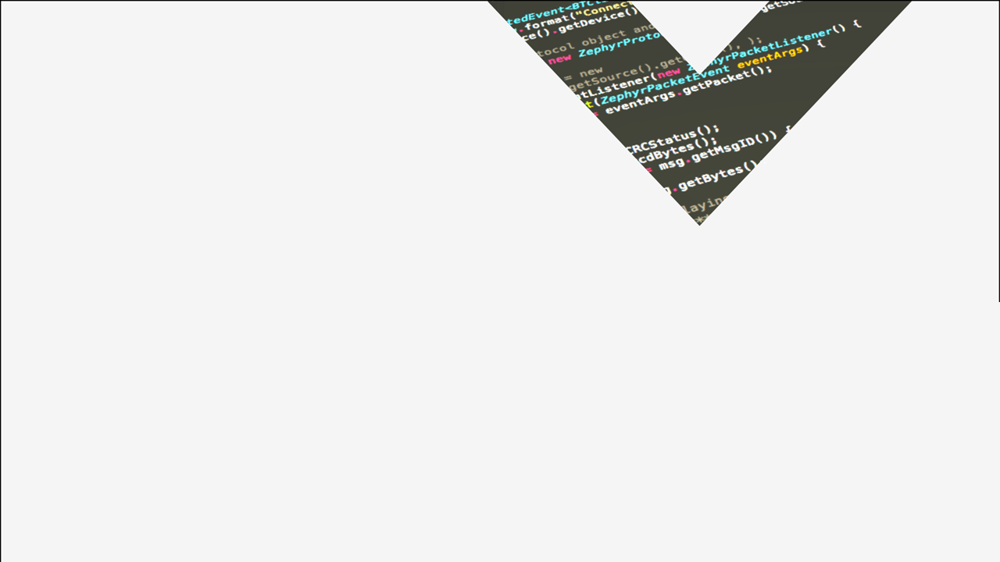 tedEvent<BTC
.format("Connec
ce().getDevice()
getSo
tocol object and
new ZephyrProto
= new
getSource().get ), );
tListener(new ZephyrPacketListener() {
t(ZephyrPacketEvent eventArgs) {
= eventArgs.getPacket();
CRCStatus();
cdBytes();
= msg.getMsgID()) {
g.getBytes();
laying
*